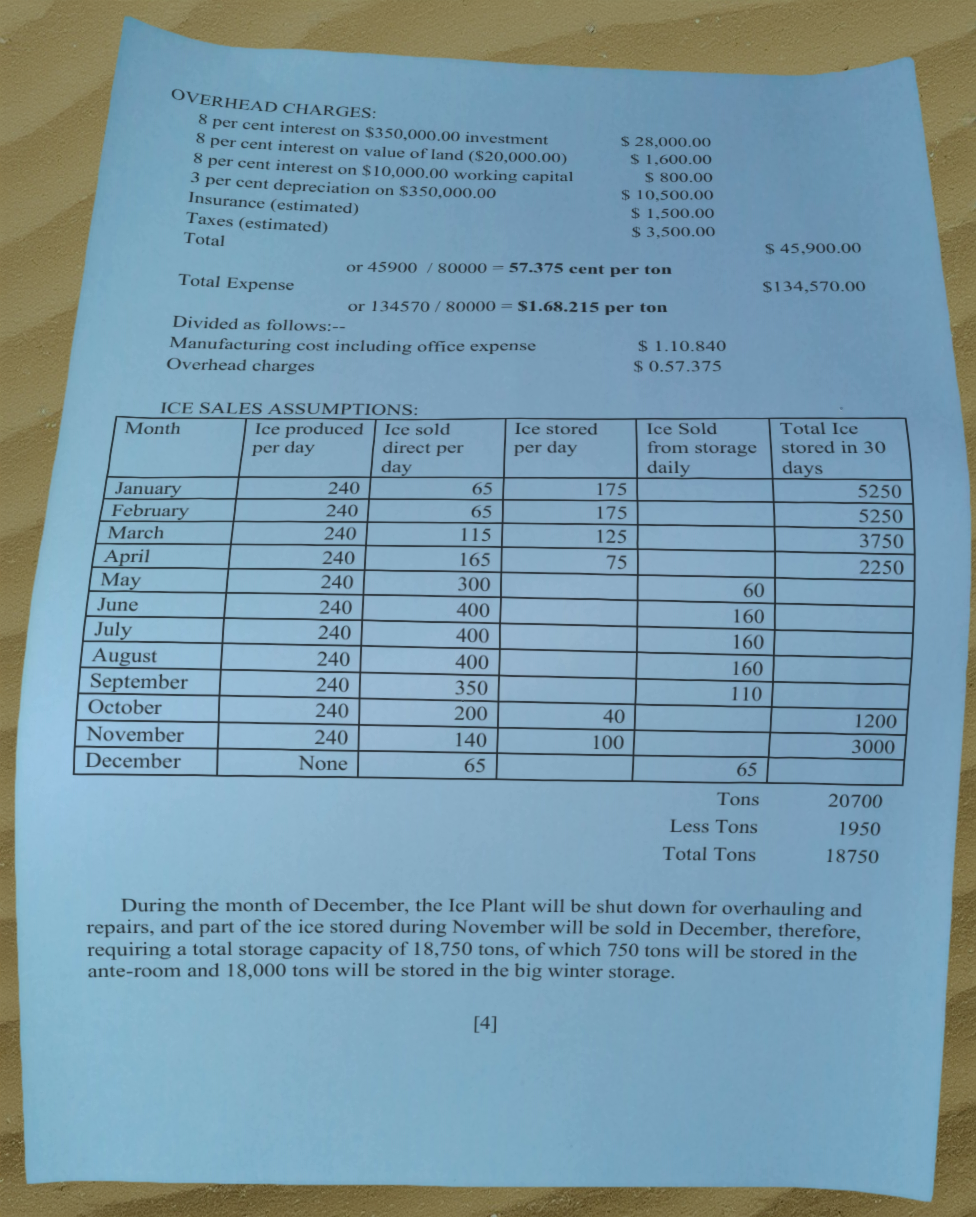 OVERHEAD CHARGES:
8 per cent interest on $350,000.00 investment $ 28,000.00
8 per cent interest on value of land ($20,000.00) $ 1,600.00
8 per cent interest on $10,000.00 working capital $ 800.00
3 per cent depreciation on $350,000.00 $ 10,500.00
Insurance (estimated) $ 1,500.00
Taxes (estimated) $ 3,500.00
Total $ 45,900.00
or 45900 / 80000 = 57.375 cent per ton
Total Expense $134,570.00
or 134570 / 80000 = $1.68.215 per ton
Divided as follows:--
Manufacturing cost including office expense $ 1.10.840
Overhead charges $ 0.57.375
ICE SALES ASSUMPTIONS:
Month Ice produced per day Ice sold direct per day Ice stored per day Ice Sold from storage daily Total Ice stored in 30 days
January 240 65 175 5250
February 240 65 175 5250
March 240 115 125 3750
April 240 165 75 2250
May 240 300 60
June 240 400 160
July 240 400 160
August 240 400 160
September 240 350 110
October 240 200 40 1200
November 240 140 100 3000
December None 65 65
Tons 20700
Less Tons 1950
Total Tons 18750
During the month of December, the Ice Plant will be shut down for overhauling and
repairs, and part of the ice stored during November will be sold in December, therefore,
requiring a total storage capacity of 18,750 tons, of which 750 tons will be stored in the
ante-room and 18,000 tons will be stored in the big winter storage.
[4]